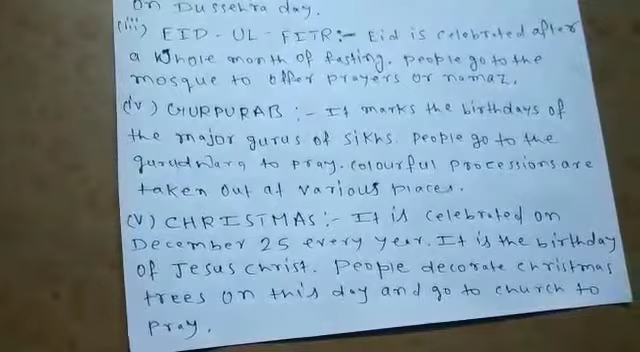 on Dussehra day.
(iii) EID-UL-FITR:- Eid is celebrated after
a whole month of fasting. people go to the
mosque to offer prayers or namaz.
(iv) GURPURAB :- It marks the birthdays of
the major gurus of sikhs. people go to the
gurudwara to pray. colourful processions are
taken out at various places.
(v) CHRISTMAS:- It is celebrated on
December 25 every year. It is the birthday
of Jesus christ. People decorate christmas
trees on this day and go to church to
pray.